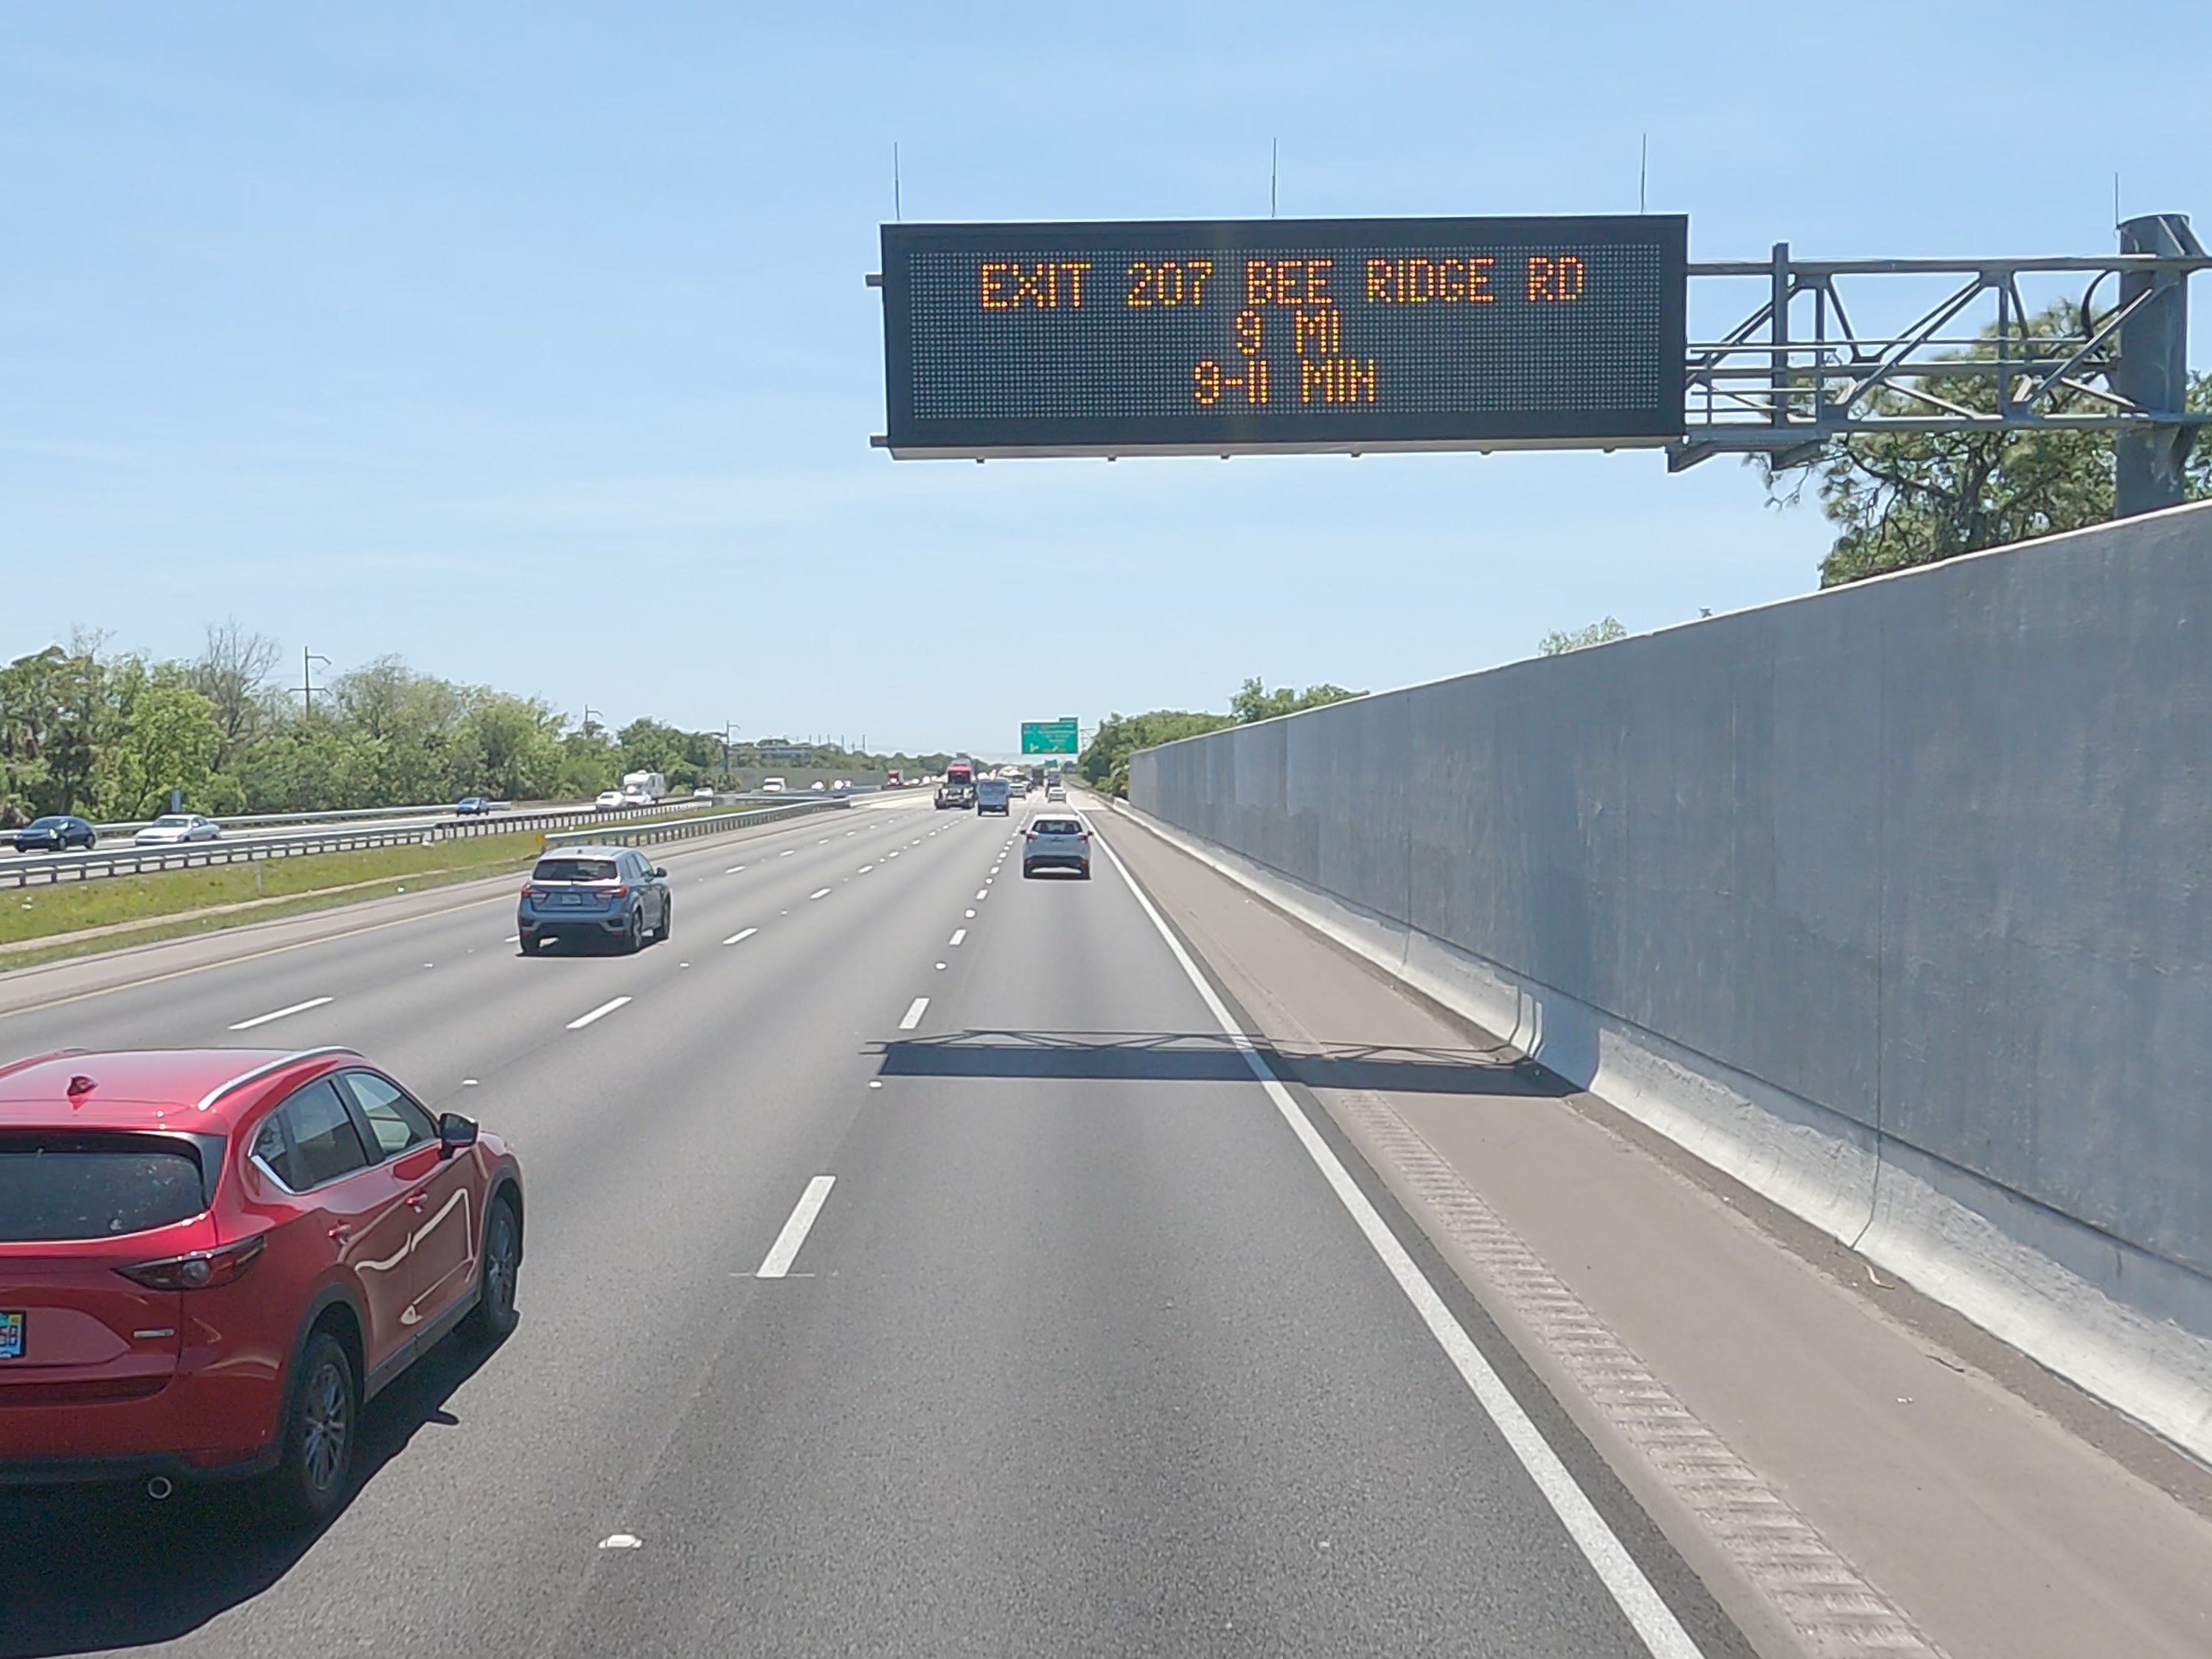 EXIT 207 BEE RIDGE RD
9 MI
9-11 MIN